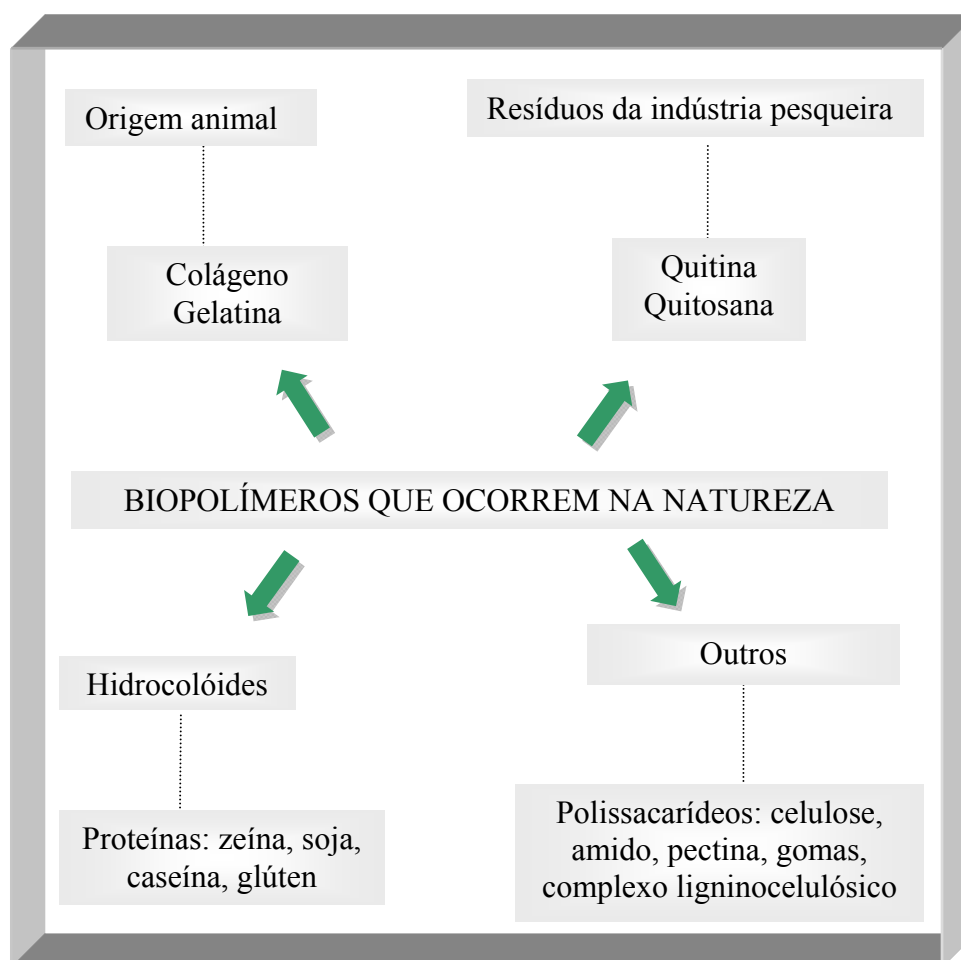 Origem animal
Resíduos da indústria pesqueira
Colágeno
Gelatina
Quitina
Quitosana
BIOPOLÍMEROS QUE OCORREM NA NATUREZA
Hidrocolóides
Outros
Proteínas: zeína, soja,
caseína, glúten
Polissacarídeos: celulose,
amido, pectina, gomas,
complexo ligninocelulósico